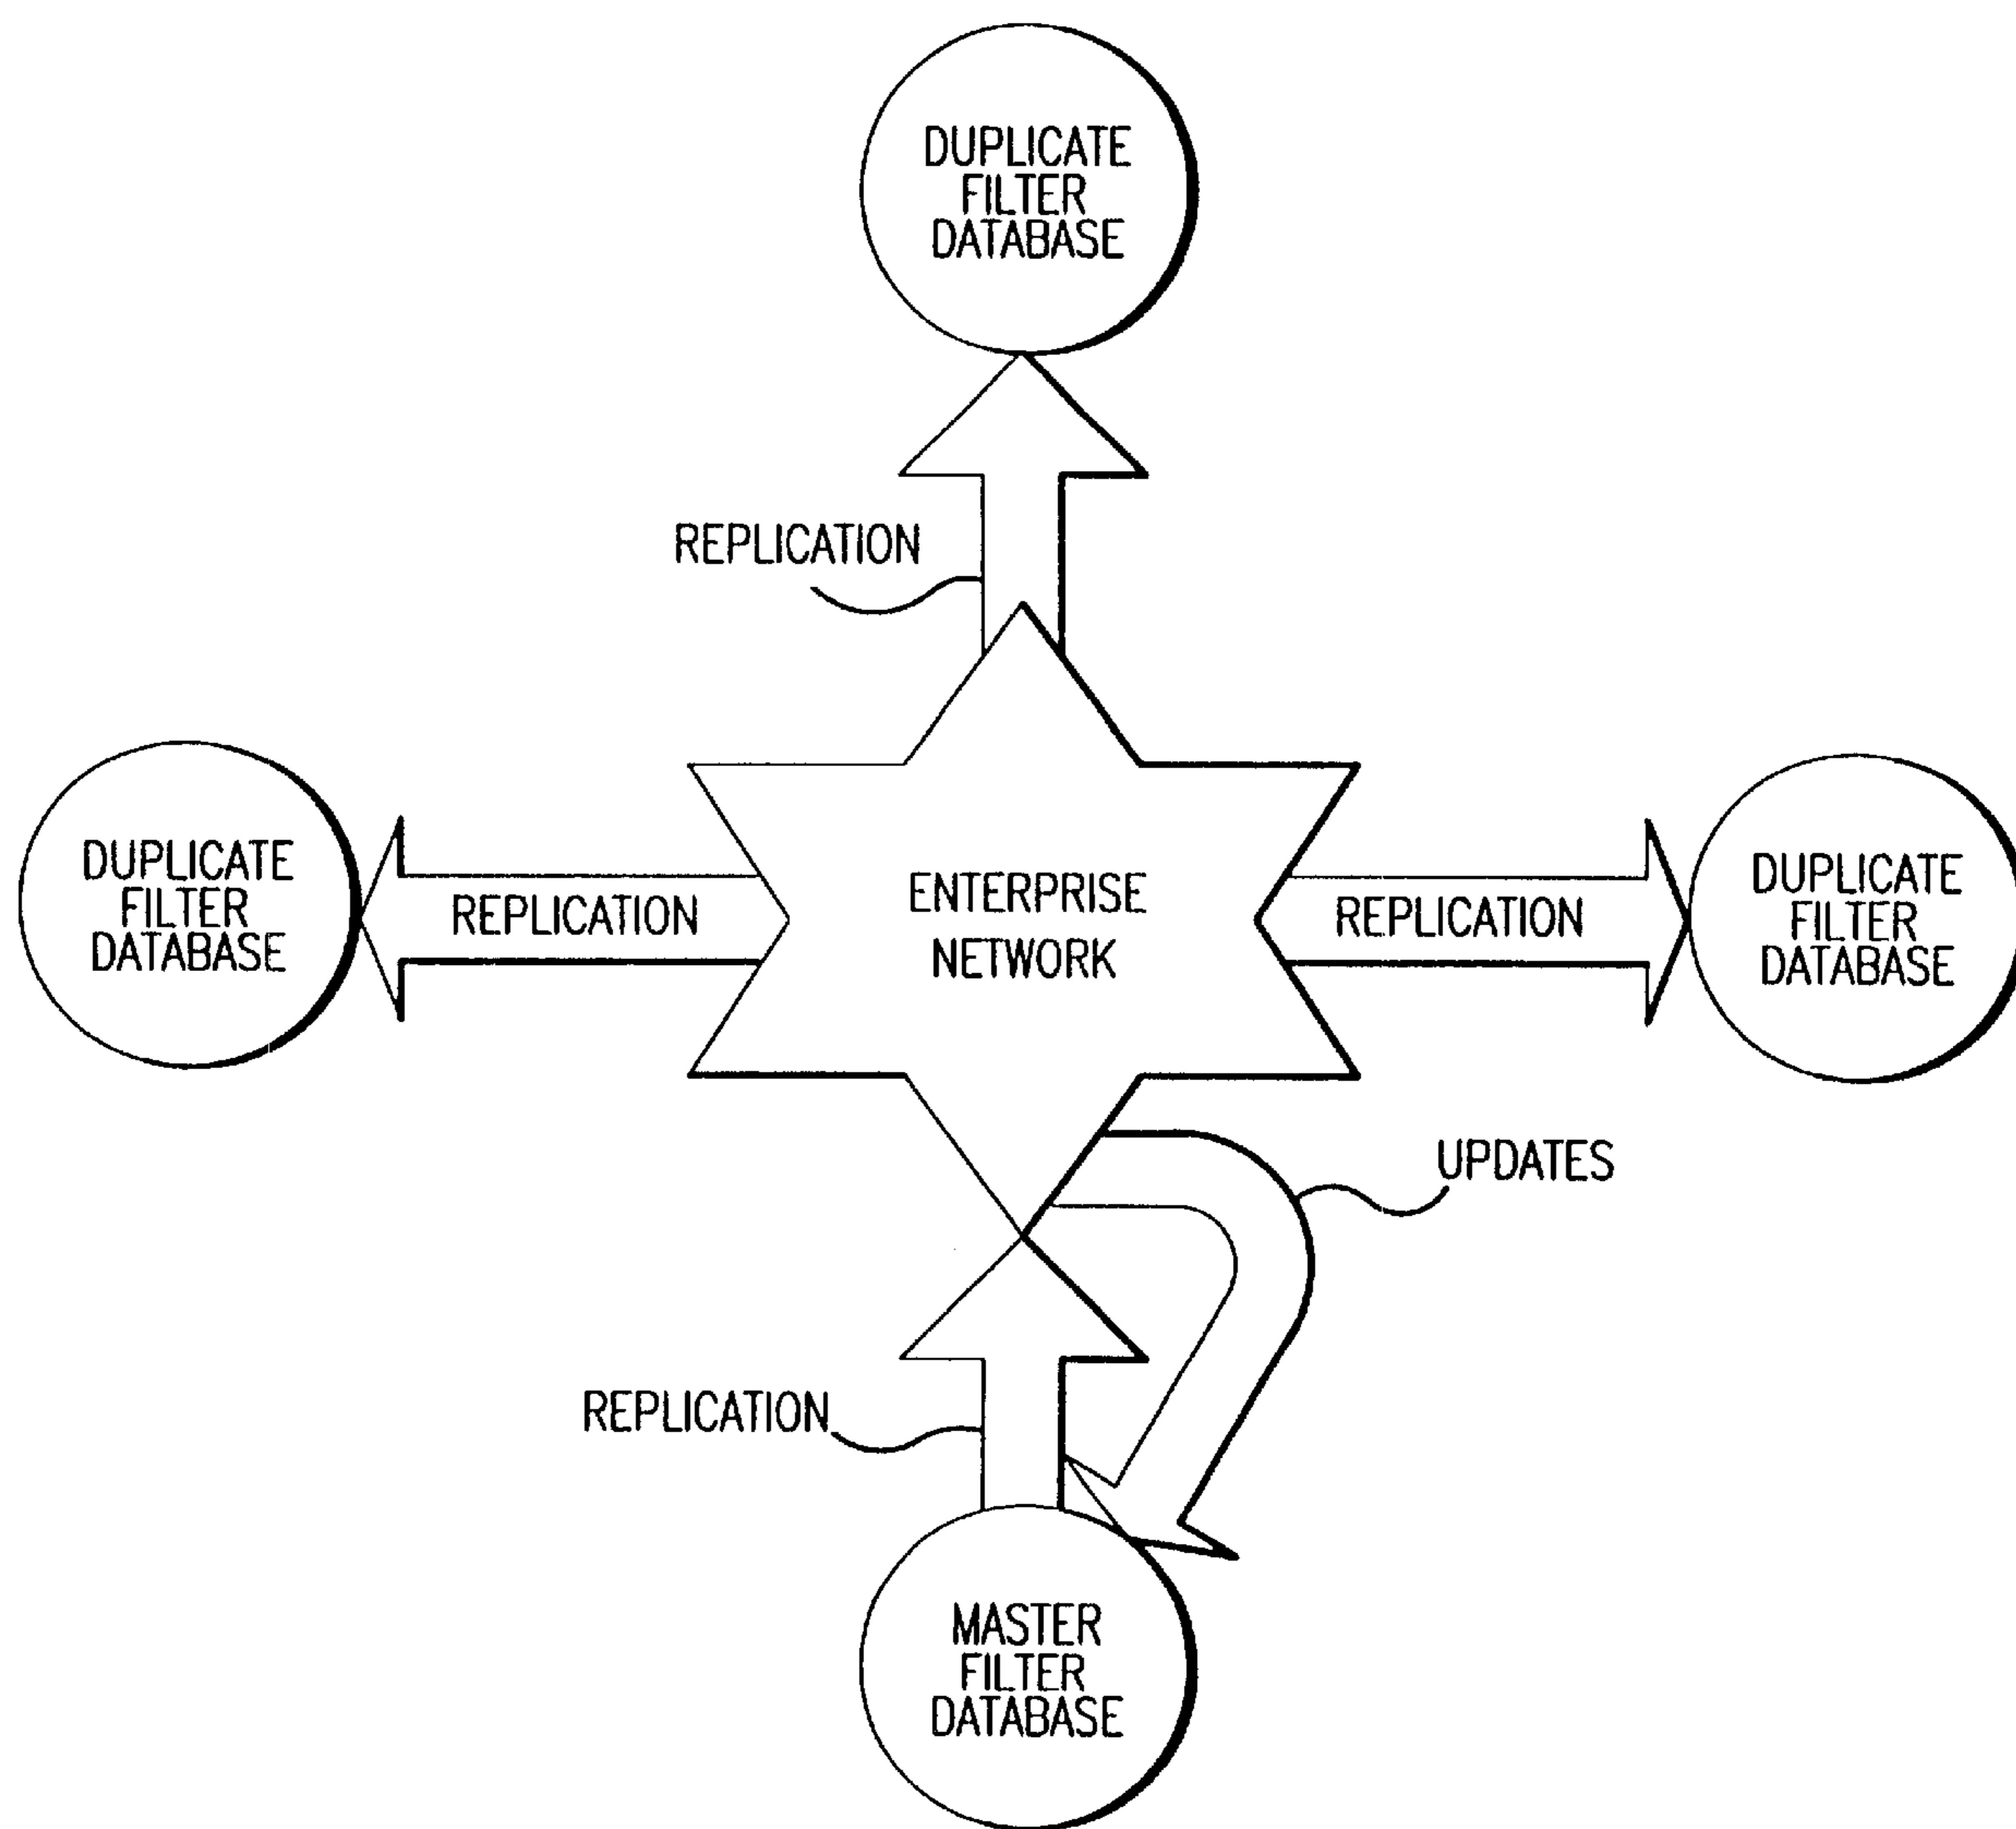 DUPLICATE
FILTER
DATABASE
REPLICATION
DUPLICATE
FILTER
DATABASE
REPLICATION
ENTERPRISE
NETWORK
REPLICATION
DUPLICATE
FILTER
DATABASE
UPDATES
REPLICATION
MASTER
FILTER
DATABASE